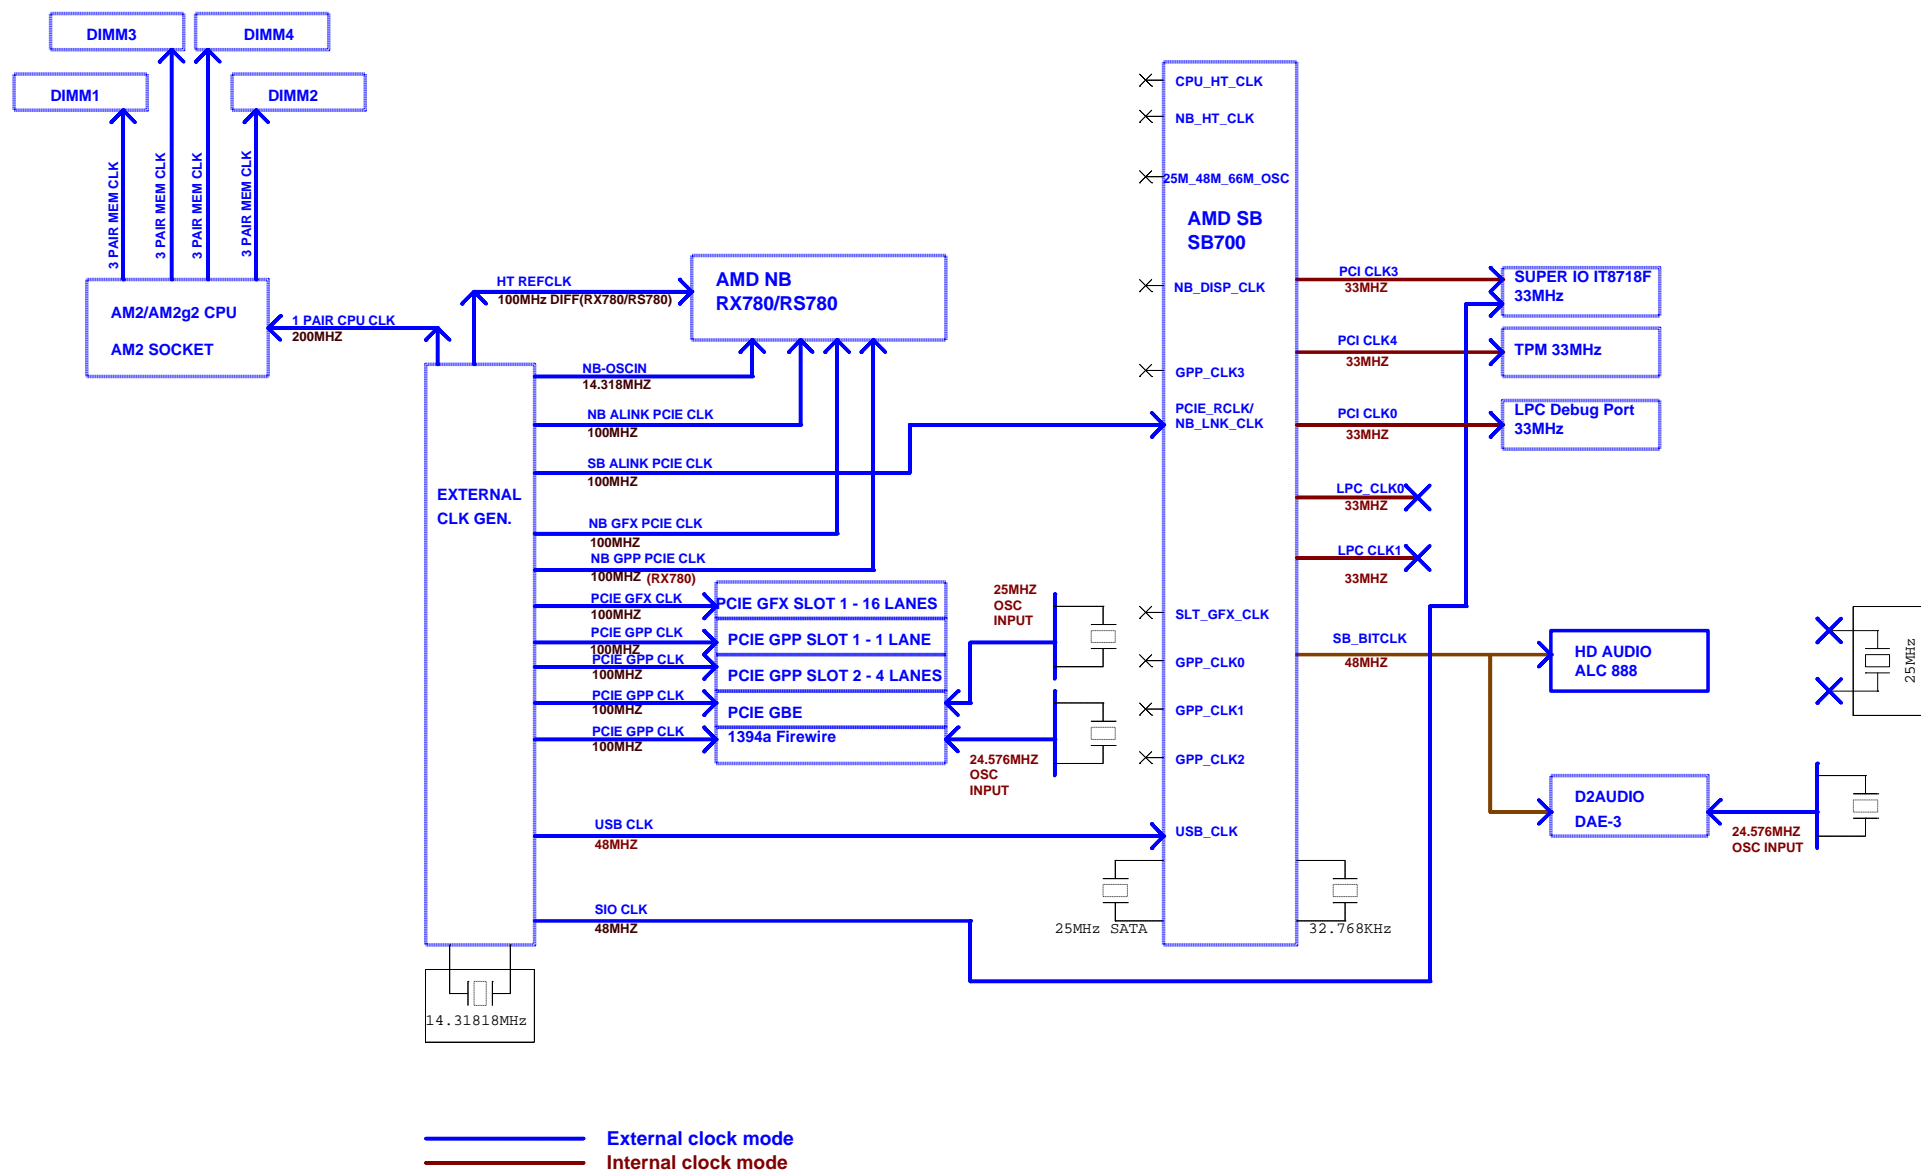 DIMM3
DIMM4
DIMM1
DIMM2
3 PAIR MEM CLK
3 PAIR MEM CLK
3 PAIR MEM CLK
3 PAIR MEM CLK
AM2/AM2g2 CPU
AM2 SOCKET
1 PAIR CPU CLK
200MHZ
HT REFCLK
100MHz DIFF(RX780/RS780)
AMD NB
RX780/RS780
EXTERNAL
CLK GEN.
NB-OSCIN
14.318MHZ
NB ALINK PCIE CLK
100MHZ
SB ALINK PCIE CLK
100MHZ
NB GFX PCIE CLK
100MHZ
NB GPP PCIE CLK
100MHZ (RX780)
PCIE GFX CLK
100MHZ
PCIE GPP CLK
100MHZ
PCIE GPP CLK
100MHZ
PCIE GPP CLK
100MHZ
PCIE GPP CLK
100MHZ
USB CLK
48MHZ
SIO CLK
48MHZ
14.31818MHz
PCIE GFX SLOT 1 - 16 LANES
PCIE GPP SLOT 1 - 1 LANE
PCIE GPP SLOT 2 - 4 LANES
PCIE GBE
1394a Firewire
25MHZ
OSC
INPUT
24.576MHZ
OSC
INPUT
CPU_HT_CLK
NB_HT_CLK
25M_48M_66M_OSC
AMD SB
SB700
NB_DISP_CLK
GPP_CLK3
PCIE_RCLK/
NB_LNK_CLK
SLT_GFX_CLK
GPP_CLK0
GPP_CLK1
GPP_CLK2
USB_CLK
25MHz SATA
32.768KHz
PCI CLK3
33MHZ
PCI CLK4
33MHZ
PCI CLK0
33MHZ
LPC_CLK0
33MHZ
LPC CLK1
33MHZ
SB_BITCLK
48MHZ
SUPER IO IT8718F
33MHz
TPM 33MHz
LPC Debug Port
33MHz
HD AUDIO
ALC 888
25MHz
D2AUDIO
DAE-3
24.576MHZ
OSC INPUT
External clock mode
Internal clock mode